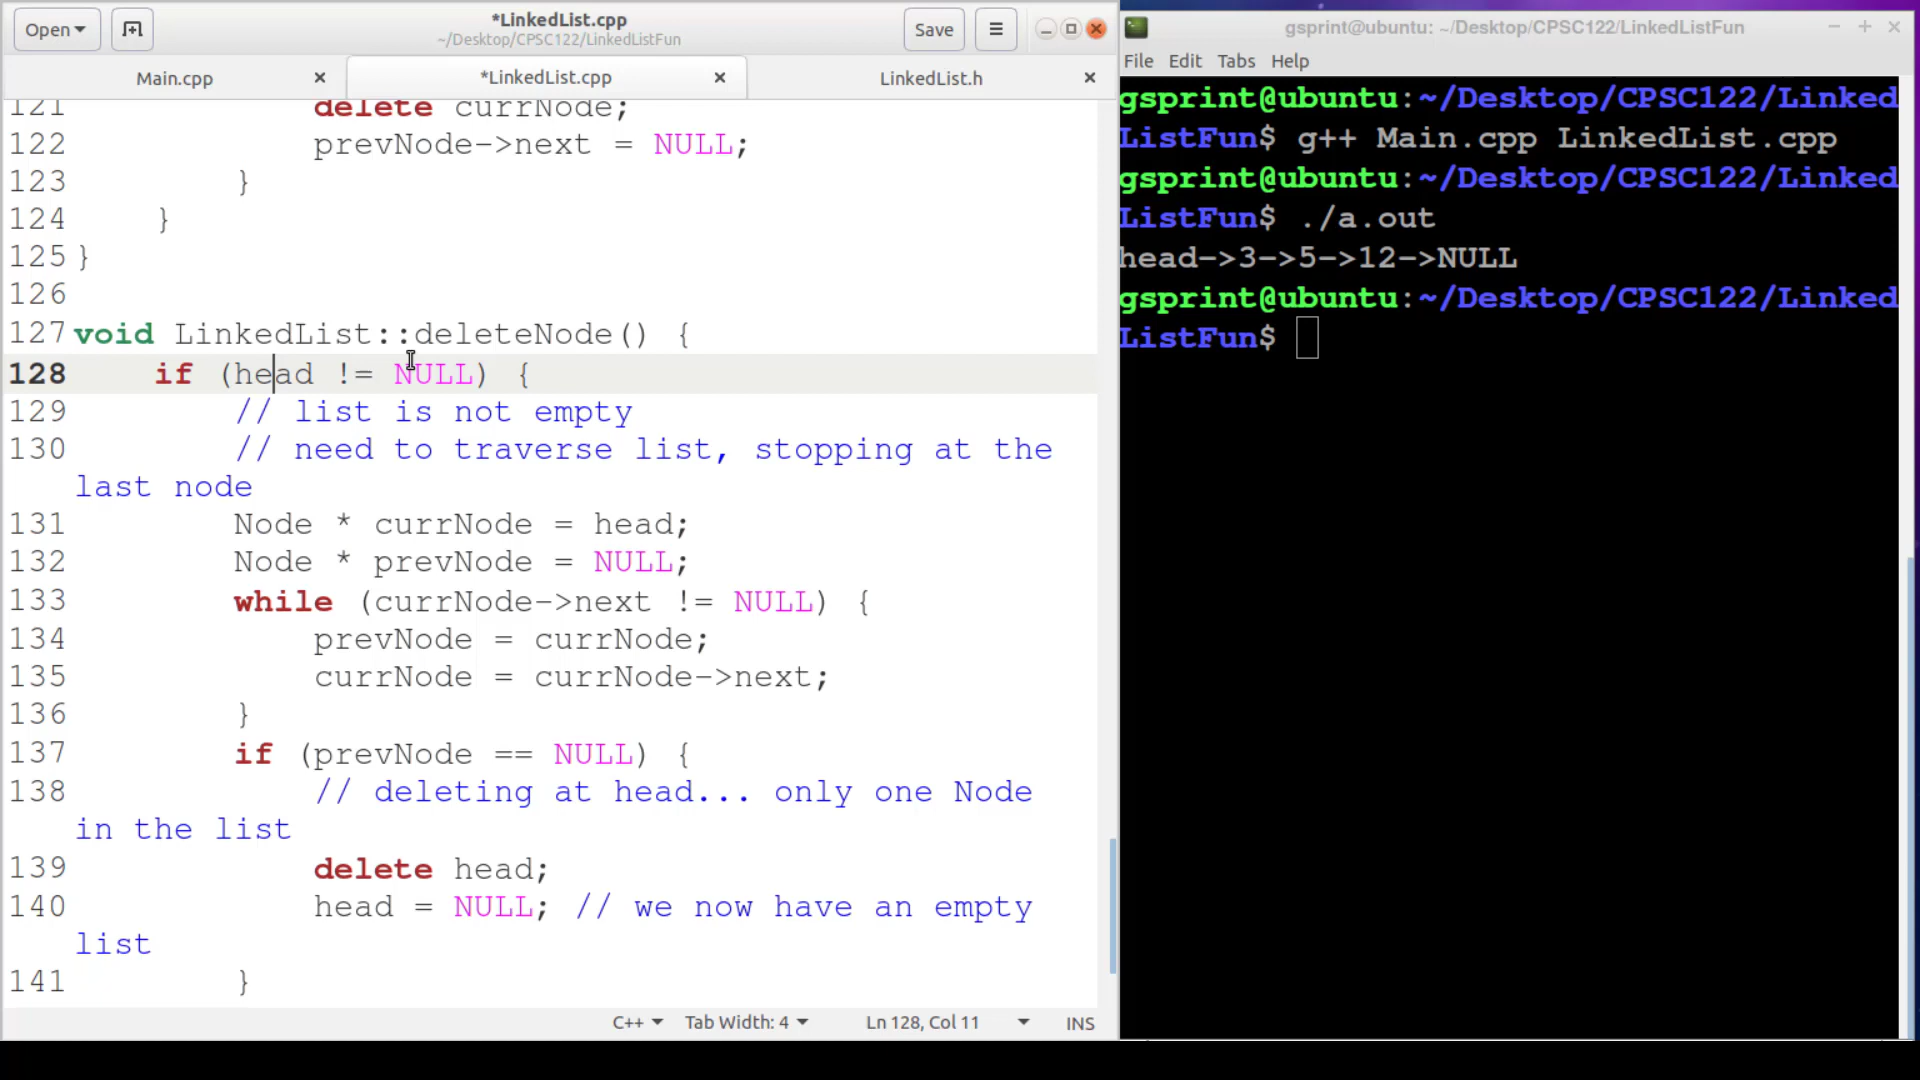 Open
*LinkedList.cpp
~/Desktop/CPSC122/LinkedListFun
Save
Main.cpp
*LinkedList.cpp
LinkedList.h
121 delete currNode;
122 prevNode->next = NULL;
123 }
124 }
125 }
126
127 void LinkedList::deleteNode() {
128 if (head != NULL) {
129 // list is not empty
130 // need to traverse list, stopping at the
last node
131 Node * currNode = head;
132 Node * prevNode = NULL;
133 while (currNode->next != NULL) {
134 prevNode = currNode;
135 currNode = currNode->next;
136 }
137 if (prevNode == NULL) {
138 // deleting at head... only one Node
in the list
139 delete head;
140 head = NULL; // we now have an empty
list
141 }
C++ Tab Width: 4 Ln 128, Col 11 INS
gsprint@ubuntu: ~/Desktop/CPSC122/LinkedListFun
File Edit Tabs Help
gsprint@ubuntu:~/Desktop/CPSC122/Linked
ListFun$ g++ Main.cpp LinkedList.cpp
gsprint@ubuntu:~/Desktop/CPSC122/Linked
ListFun$ ./a.out
head->3->5->12->NULL
gsprint@ubuntu:~/Desktop/CPSC122/Linked
ListFun$